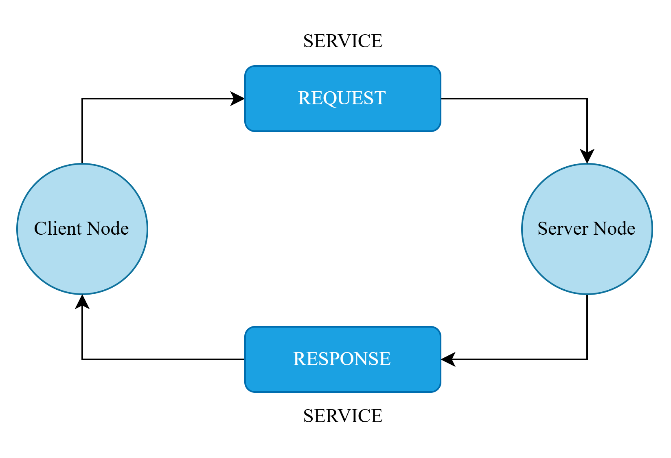 SERVICE
REQUEST
Client Node
Server Node
RESPONSE
SERVICE